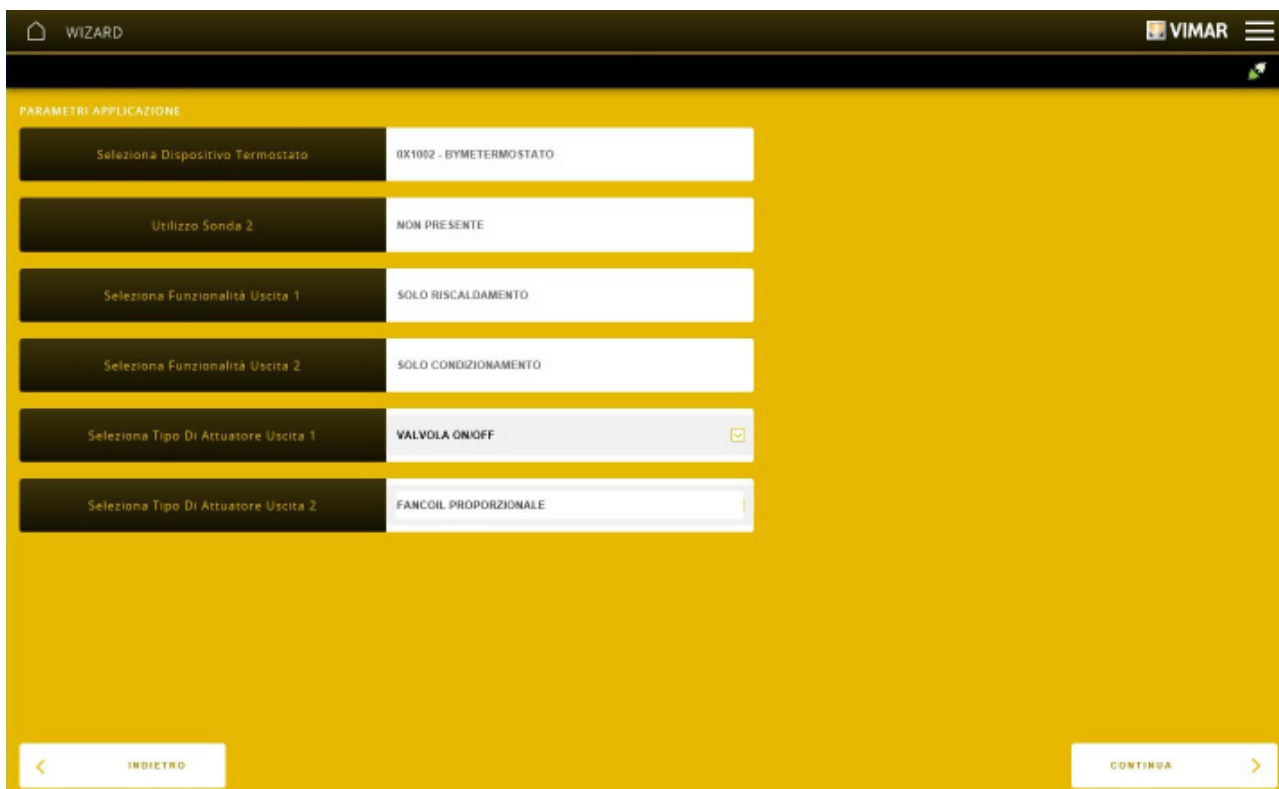 WIZARD
VIMAR
PARAMETRI APPLICAZIONE
Seleziona Dispositivo Termostato
0X1002 - BYMETERMOSTATO
Utilizzo Sonda 2
NON PRESENTE
Seleziona Funzionalità Uscita 1
SOLO RISCALDAMENTO
Seleziona Funzionalità Uscita 2
SOLO CONDIZIONAMENTO
Seleziona Tipo Di Attuatore Uscita 1
VALVOLA ON/OFF
Seleziona Tipo Di Attuatore Uscita 2
FANCOIL PROPORZIONALE
INDIETRO
CONTINUA